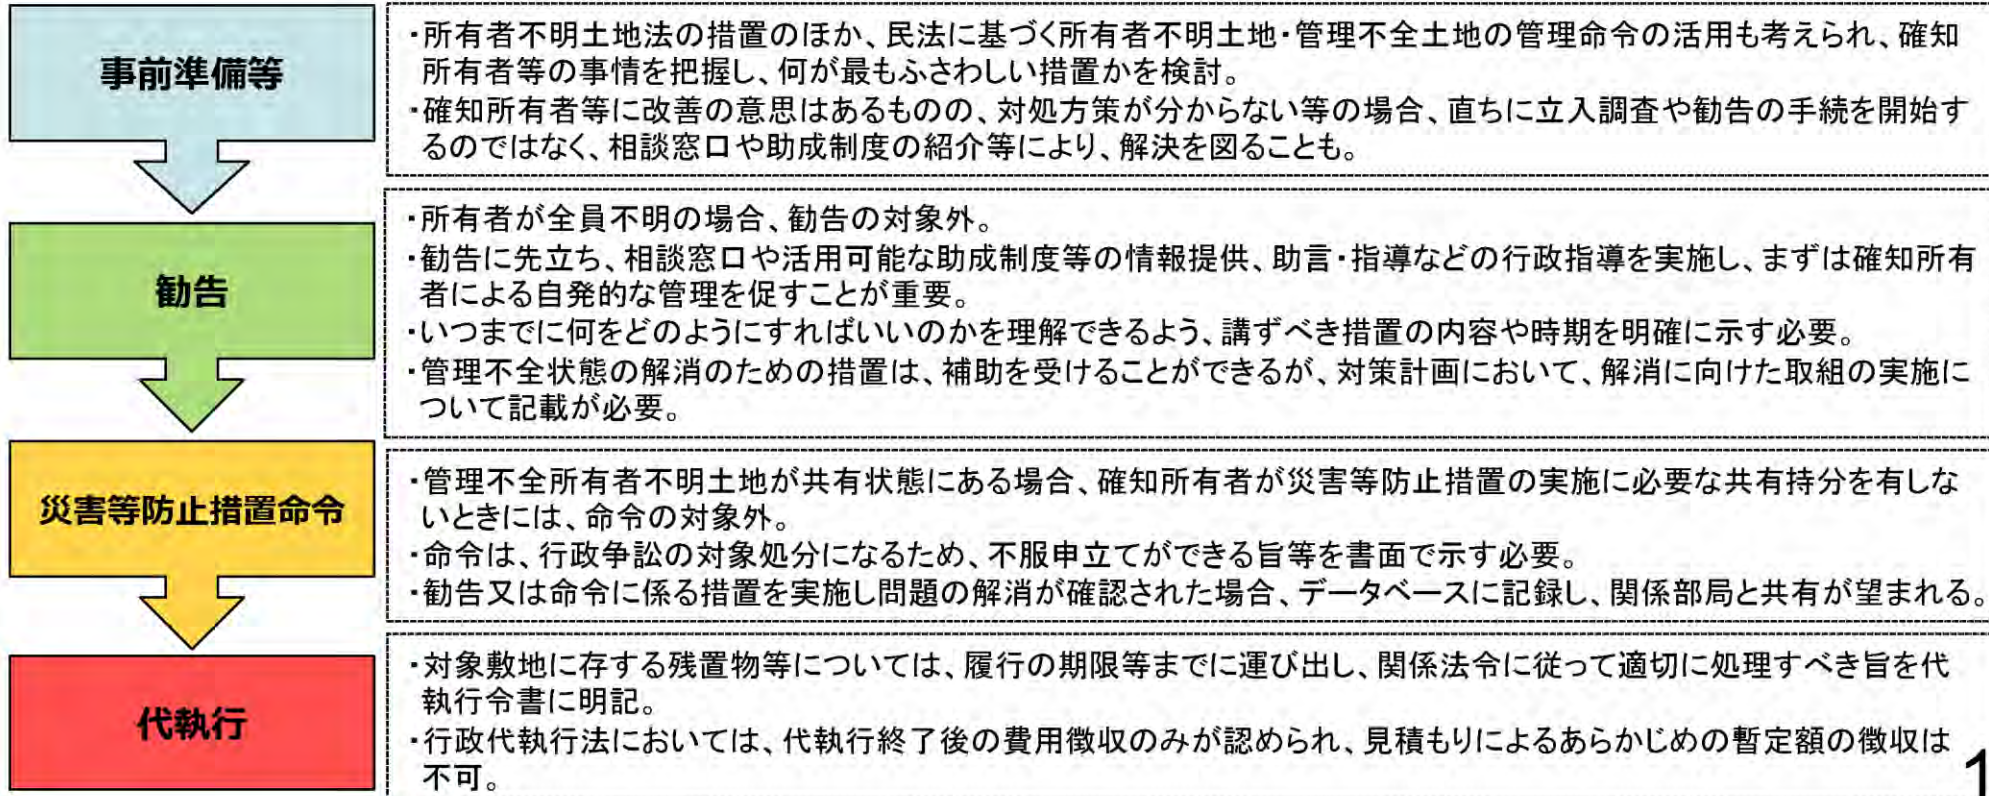 事前準備等
・所有者不明土地法の措置のほか、民法に基づく所有者不明土地・管理不全土地の管理命令の活用も考えられ、確知
所有者等の事情を把握し、何が最もふさわしい措置かを検討。
・確知所有者等に改善の意思はあるものの、対処方策が分からない等の場合、直ちに立入調査や勧告の手続を開始す
るのではなく、相談窓口や助成制度の紹介等により、解決を図ることも。
勧告
・所有者が全員不明の場合、勧告の対象外。
・勧告に先立ち、相談窓口や活用可能な助成制度等の情報提供、助言・指導などの行政指導を実施し、まずは確知所有
者による自発的な管理を促すことが重要。
・いつまでに何をどのようにすればいいのかを理解できるよう、講ずべき措置の内容や時期を明確に示す必要。
・管理不全状態の解消のための措置は、補助を受けることができるが、対策計画において、解消に向けた取組の実施に
ついて記載が必要。
災害等防止措置命令
・管理不全所有者不明土地が共有状態にある場合、確知所有者が災害等防止措置の実施に必要な共有持分を有しな
いときには、命令の対象外。
・命令は、行政争訟の対象処分になるため、不服申立てができる旨等を書面で示す必要。
・勧告又は命令に係る措置を実施し問題の解消が確認された場合、データベースに記録し、関係部局と共有が望まれる。
代執行
・対象敷地に存する残置物等については、履行の期限等までに運び出し、関係法令に従って適切に処理すべき旨を代
執行令書に明記。
・行政代執行法においては、代執行終了後の費用徴収のみが認められ、見積もりによるあらかじめの暫定額の徴収は
不可。
1